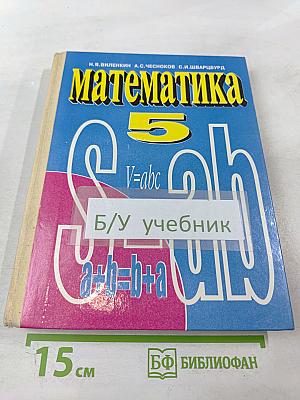 Н.Я.ВИЛЕНКИН А.С.ЧЕСНОКОВ С.И.ШВАРЦБУРД
МАТЕМАТИКА
5
V=abc
S=ab
Б/У учебник
a+b=b+a
15 см
БФ БИБЛИОФАН